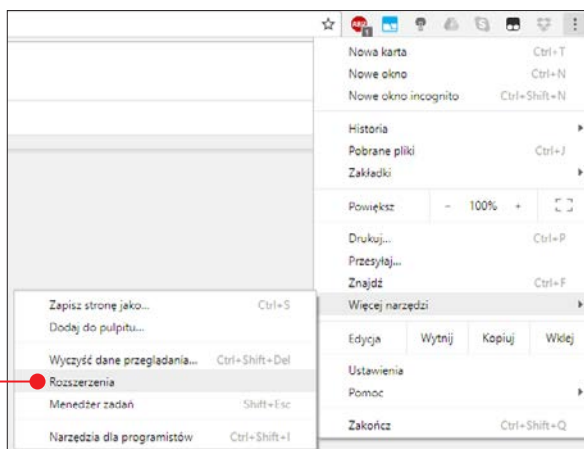 ABP
1
Nowa karta Ctrl+T
Nowe okno Ctrl+N
Nowe okno incognito Ctrl+Shift+N
Historia
Pobrane pliki Ctrl+J
Zakładki
Powiększ - 100% +
Drukuj... Ctrl+P
Przesyłaj...
Znajdź Ctrl+F
Więcej narzędzi
Edycja Wytnij Kopiuj Wklej
Ustawienia
Pomoc
Zakończ Ctrl+Shift+Q
Zapisz stronę jako... Ctrl+S
Dodaj do pulpitu...
Wyczyść dane przeglądania... Ctrl+Shift+Del
Rozszerzenia
Menedżer zadań Shift+Esc
Narzędzia dla programistów Ctrl+Shift+I